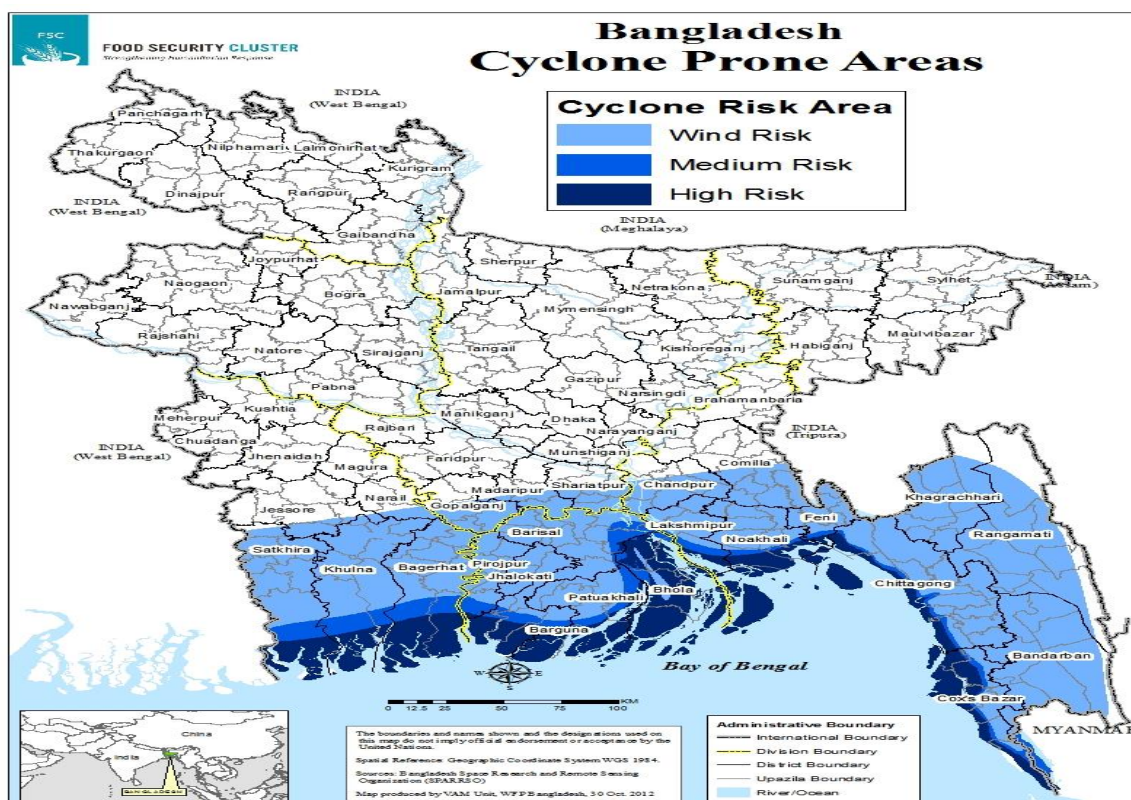 FSC
FOOD SECURITY CLUSTER
Strengthening Humanitarian Response
Bangladesh
Cyclone Prone Areas
Cyclone Risk Area
Wind Risk
Medium Risk
High Risk
INDIA
(West Bengal)
Panchagarh
Thakurgaon
Nilphamari
Lalmonirhat
Kurigram
Dinajpur
Rangpur
INDIA
(West Bengal)
INDIA
(Meghalaya)
Gaibandha
Joypurhat
Sherpur
Naogaon
Bogra
Jamalpur
Netrakona
Sunamganj
Sylhet
INDIA
(Assam)
Nawabganj
Mymensingh
Rajshahi
Natore
Sirajganj
Tangail
Kishoreganj
Habiganj
Maulvibazar
Pabna
Gazipur
Narsingdi
Brahamanbaria
Kushtia
Meherpur
Manikganj
Dhaka
Rajbari
Narayanganj
INDIA
(Tripura)
INDIA
(West Bengal)
Chuadanga
Jhenaidah
Magura
Faridpur
Munshiganj
Comilla
Narail
Madaripur
Shariatpur
Chandpur
Jessore
Gopalganj
Khagrachhari
Lakshmipur
Feni
Barisal
Noakhali
Rangamati
Satkhira
Khulna
Bagerhat
Pirojpur
Jhalokati
Chittagong
Patuakhali
Bhola
Barguna
Bandarban
Bay of Bengal
Cox's Bazar
MYANMAR
W
E
S
0 12.5 25 50 75 100
KM
China
India
BANGLADESH
The boundaries and names shown and the designations used on
this map do not imply official endorsement or acceptance by the
United Nations.
Spatial Reference: Geographic Coordinate System WGS 1984.
Sources: Bangladesh Space Research and Remote Sensing
Organization (SPARRSO)
Map produced by VAM Unit, WFP Bangladesh, 30 Oct. 2012
Administrative Boundary
International Boundary
Division Boundary
District Boundary
Upazila Boundary
River/Ocean